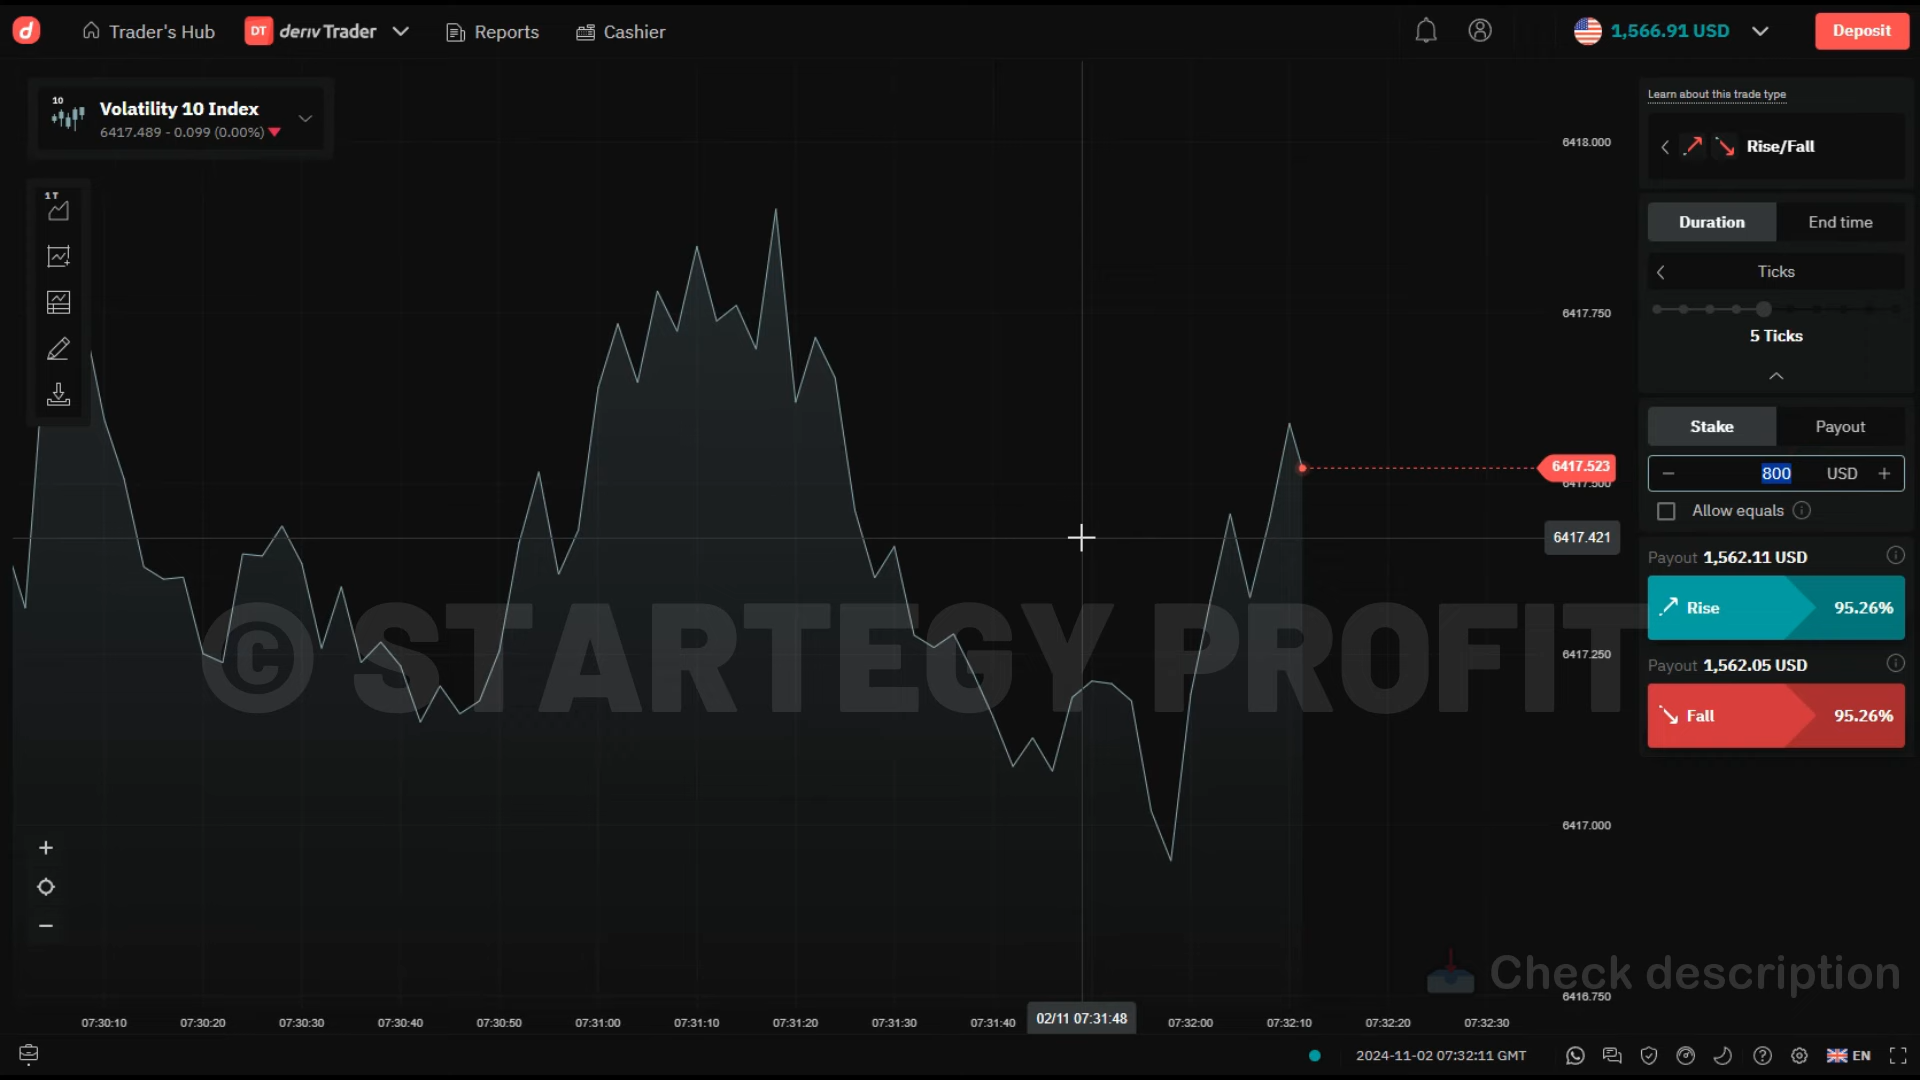 Trader's Hub
DT deriv Trader
Reports
Cashier
1,566.91 USD
Deposit
10
Volatility 10 Index
6417.489 - 0.099 (0.00%)
1T
Learn about this trade type
Rise/Fall
Duration
End time
Ticks
5 Ticks
Stake
Payout
800
USD
Allow equals
Payout 1,562.11 USD
Rise
95.26%
Payout 1,562.05 USD
Fall
95.26%
6418.000
6417.750
6417.523
6417.500
6417.421
6417.250
6417.000
6416.750
© STARTEGY PROFIT
Check description
07:30:10
07:30:20
07:30:30
07:30:40
07:30:50
07:31:00
07:31:10
07:31:20
07:31:30
07:31:40
02/11 07:31:48
07:32:00
07:32:10
07:32:20
07:32:30
2024-11-02 07:32:11 GMT
EN